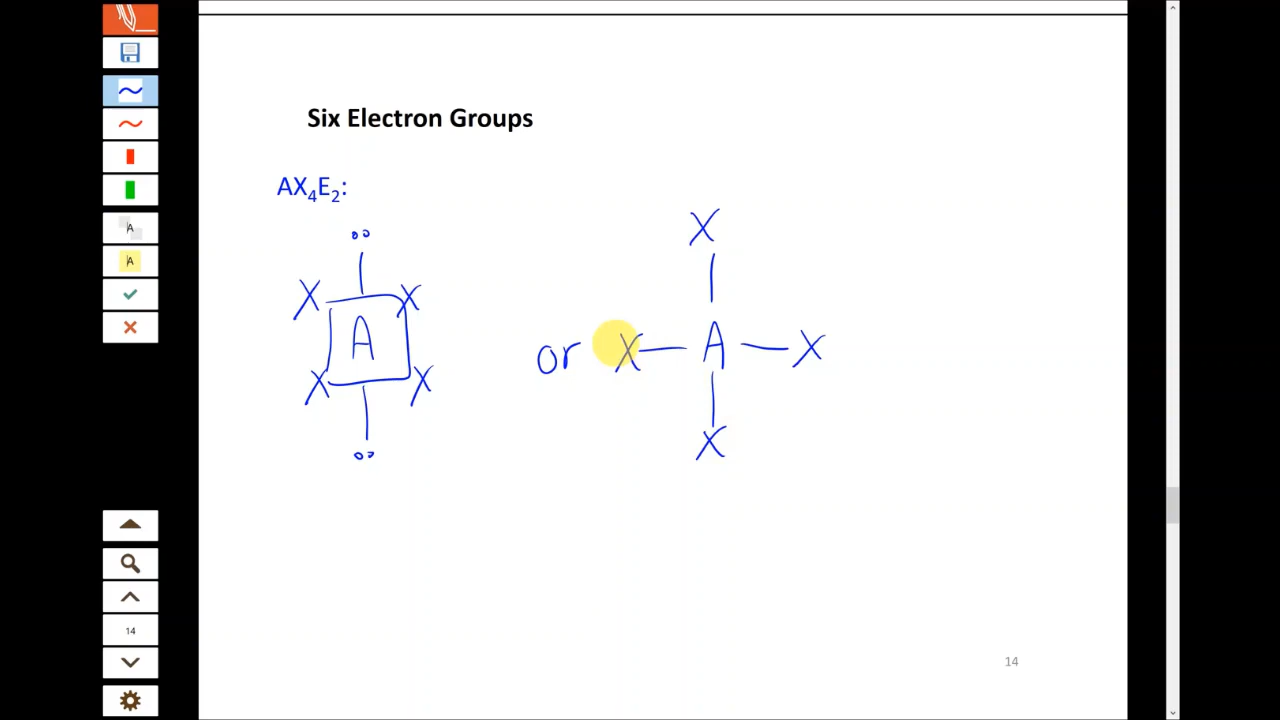 Six Electron Groups
AX₄E₂:
X X
A
X X
or
X
X A X
X
14
14
A
A